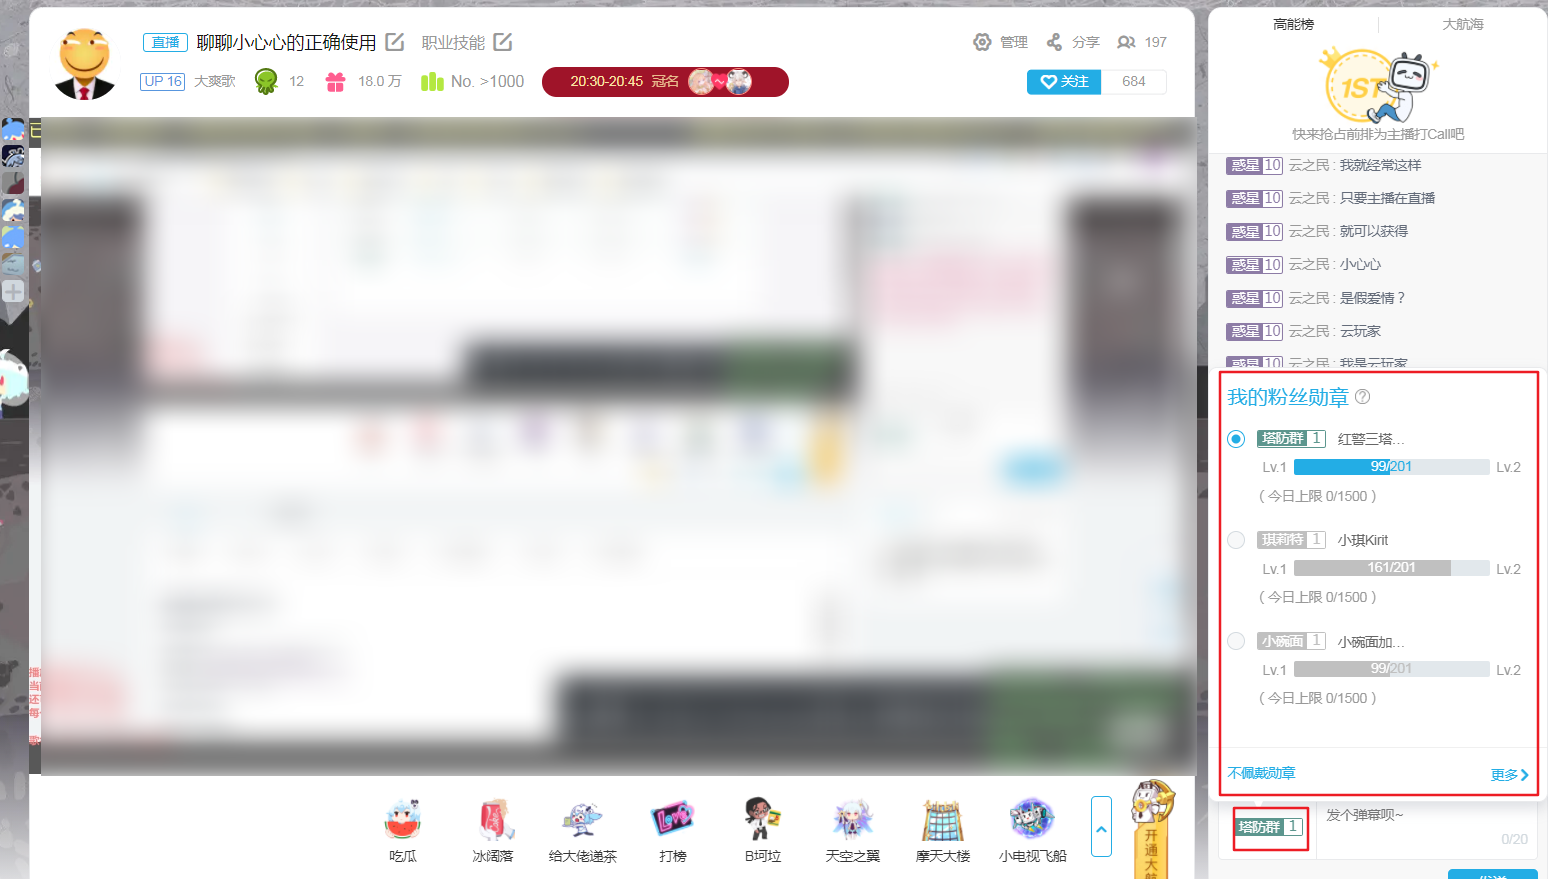 直播 聊聊小心心的正确使用 职业技能
管理 分享 197
UP 16 大爽歌 12 18.0 万 No. >1000 20:30-20:45 冠名
关注 684
高能榜 大航海
1ST
快来抢占前排为主播打Call吧
惑星 10 云之民 : 我就经常这样
惑星 10 云之民 : 只要主播在直播
惑星 10 云之民 : 就可以获得
惑星 10 云之民 : 小心心
惑星 10 云之民 : 是假爱情？
惑星 10 云之民 : 云玩家
惑星 10 云之民 : 我是云玩家
我的粉丝勋章
塔防群 1 红警三塔...
Lv.1 99/201 Lv.2
( 今日上限 0/1500 )
琪莉特 1 小琪Kirit
Lv.1 161/201 Lv.2
( 今日上限 0/1500 )
小碗面 1 小碗面加...
Lv.1 99/201 Lv.2
( 今日上限 0/1500 )
不佩戴勋章 更多
塔防群 1 发个弹幕呗~
0/20
吃瓜 冰阔落 给大佬递茶 打榜 B坷垃 天空之翼 摩天大楼 小电视飞船
开通大航